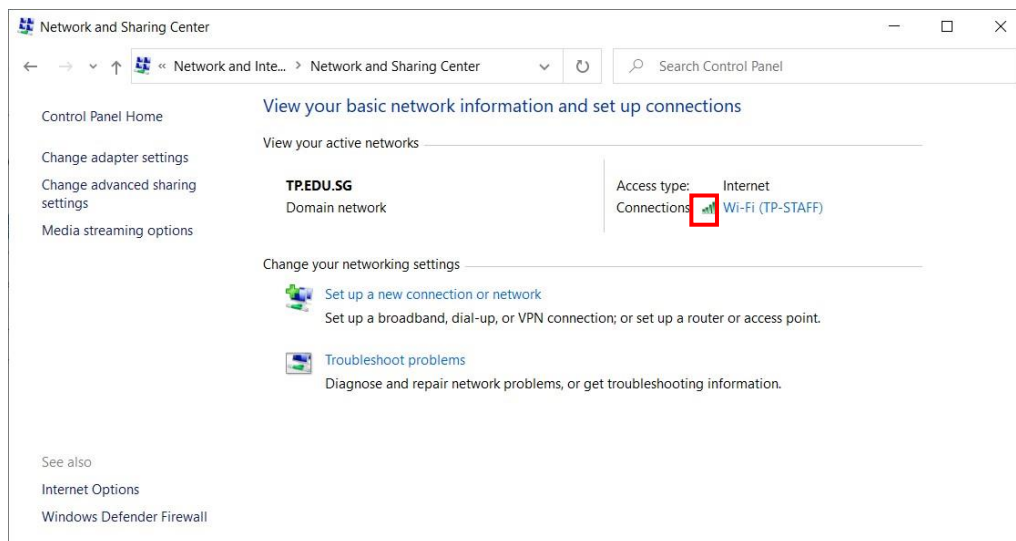 Network and Sharing Center
« Network and Inte... > Network and Sharing Center
Search Control Panel
Control Panel Home
Change adapter settings
Change advanced sharing
settings
Media streaming options
View your basic network information and set up connections
View your active networks
TP.EDU.SG
Domain network
Access type: Internet
Connections Wi-Fi (TP-STAFF)
Change your networking settings
Set up a new connection or network
Set up a broadband, dial-up, or VPN connection; or set up a router or access point.
Troubleshoot problems
Diagnose and repair network problems, or get troubleshooting information.
See also
Internet Options
Windows Defender Firewall